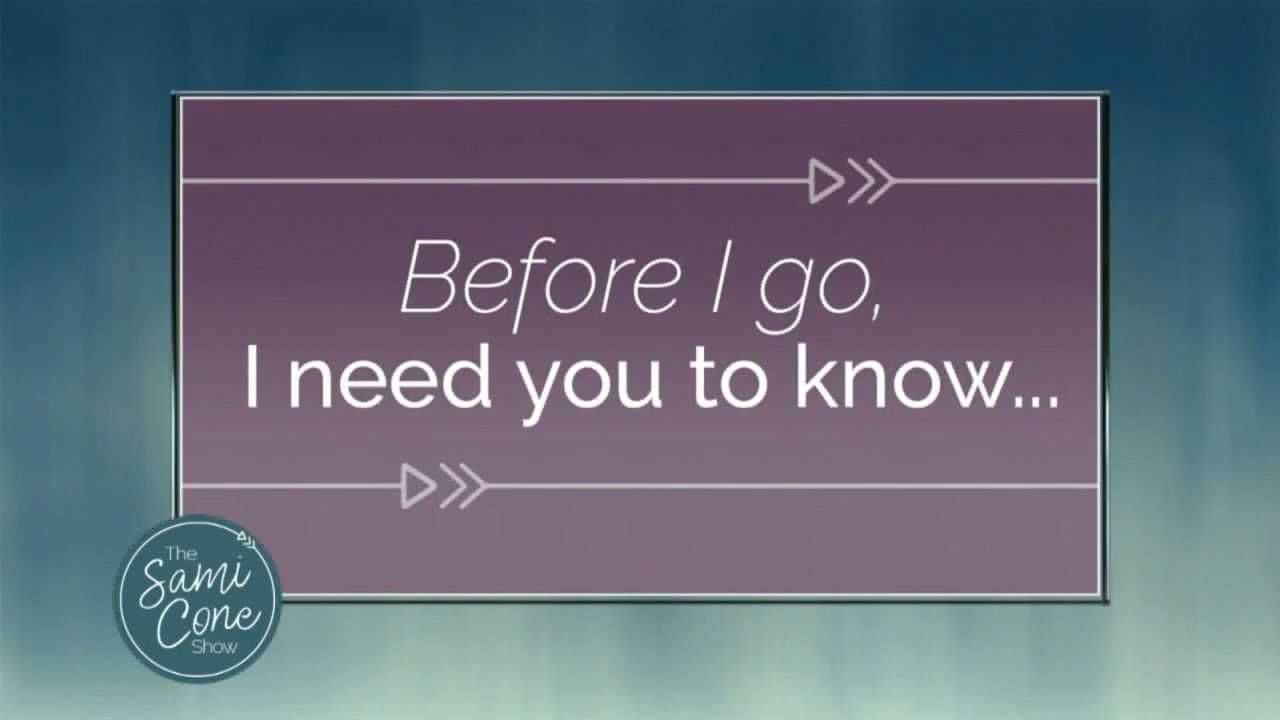 Before I go,
I need you to know...
The
Sami
Cone
Show